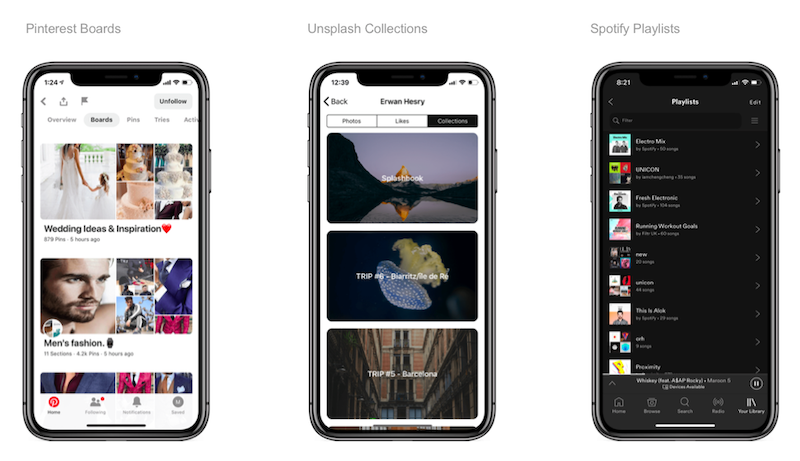 Pinterest Boards
Unsplash Collections
Spotify Playlists
1:24
Unfollow
Overview Boards Pins Tries Activ
Wedding Ideas & Inspiration❤️
879 Pins · 5 hours ago
Men's fashion.
11 Sections · 4.2k Pins · 5 hours ago
Home
Following
Notifications
M
Saved
12:39
Back
Erwan Hesry
Photos
Likes
Collections
Splashbook
TRIP #6 - Biarritz/Ile de Re
TRIP #5 - Barcelona
8:21
Playlists
Edit
Filter
Electro Mix
by Spotify • 50 songs
UNICON
by iamchengcheng • 35 songs
Fresh Electronic
by Spotify • 104 songs
Running Workout Goals
by Filtr UK • 60 songs
new
20 songs
unicon
44 songs
This Is Alok
by Spotify • 29 songs
orh
9 songs
Proximity
Whiskey (feat. A$AP Rocky) • Maroon 5
Devices Available
Home
Browse
Search
Radio
Your Library